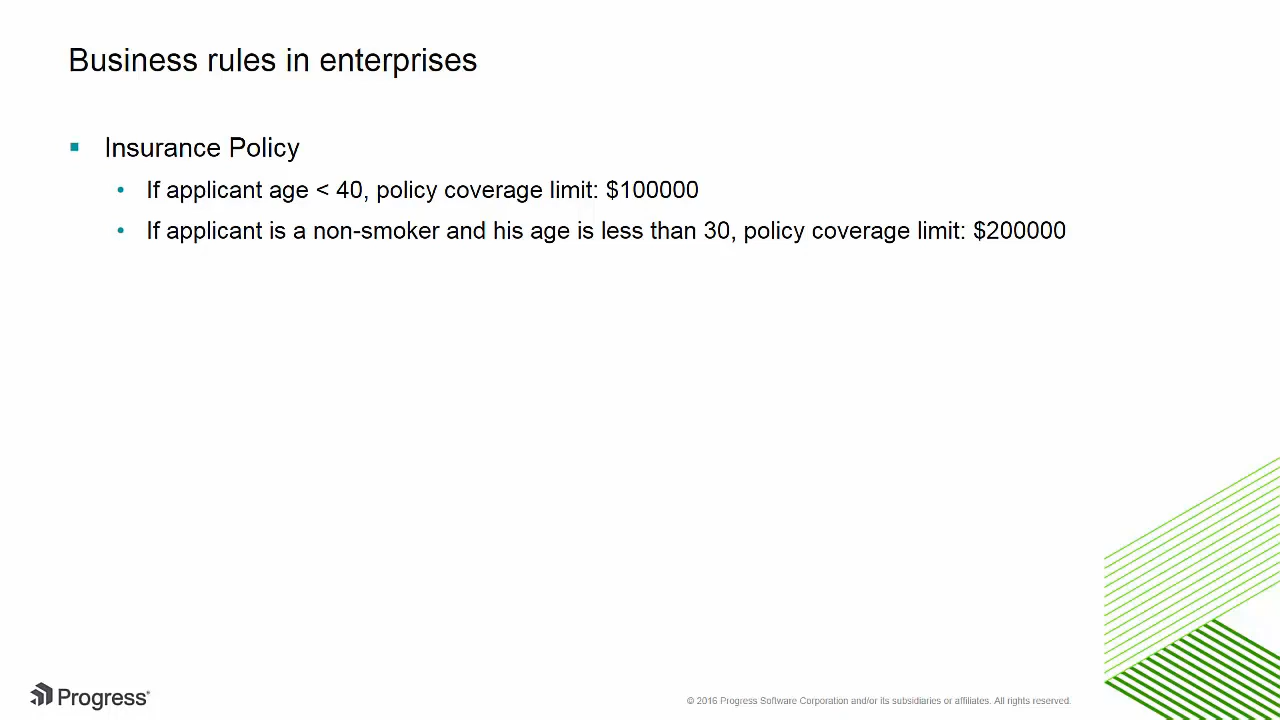 Business rules in enterprises
▪ Insurance Policy
• If applicant age < 40, policy coverage limit: $100000
• If applicant is a non-smoker and his age is less than 30, policy coverage limit: $200000
Progress®
© 2016 Progress Software Corporation and/or its subsidiaries or affiliates. All rights reserved.